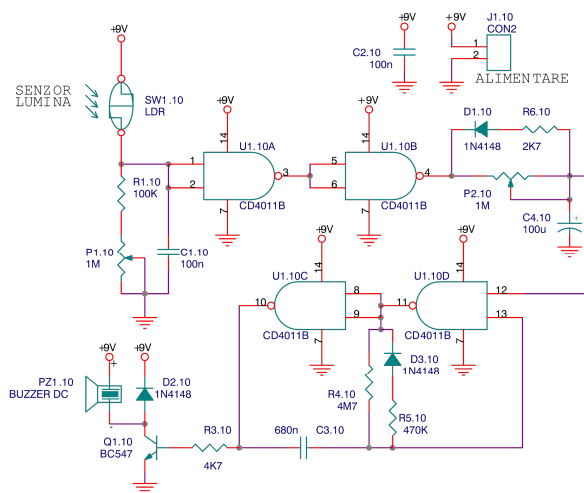 +9V
+9V
+9V
J1.10
CON2
1
2
C2.10
100n
ALIMENTARE
SENZOR
LUMINA
SW1.10
LDR
+9V
14
U1.10A
1
2
3
7
CD4011B
+9V
14
U1.10B
5
6
4
7
CD4011B
D1.10
1N4148
R6.10
2K7
P2.10
1M
C4.10
100u
+
R1.10
100K
P1.10
1M
C1.10
100n
+9V
14
U1.10C
10
8
9
7
CD4011B
+9V
14
U1.10D
11
12
13
7
CD4011B
+9V
+
PZ1.10
BUZZER DC
-
+9V
D2.10
1N4148
D3.10
1N4148
R4.10
4M7
R5.10
470K
Q1.10
BC547
R3.10
4K7
680n
C3.10